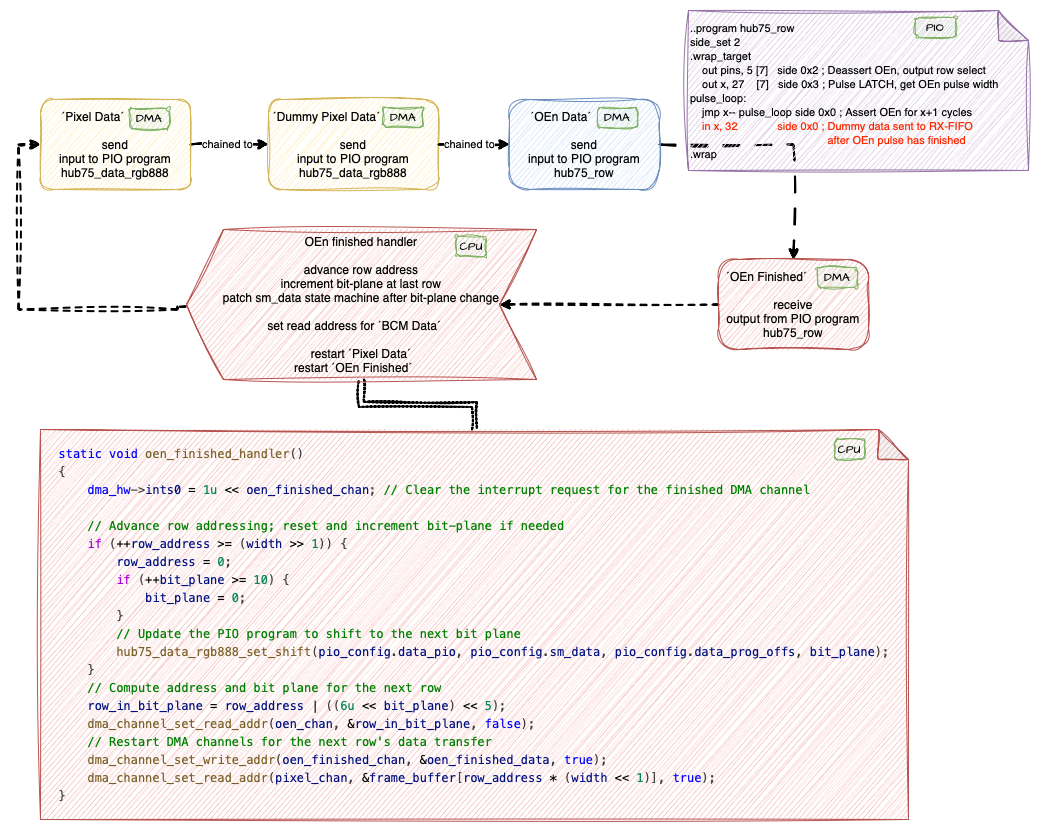 PIO
..program hub75_row
side_set 2
.wrap_target
out pins, 5 [7] side 0x2 ; Deassert OEn, output row select
out x, 27 [7] side 0x3 ; Pulse LATCH, get OEn pulse width
pulse_loop:
jmp x-- pulse_loop side 0x0 ; Assert OEn for x+1 cycles
in x, 32 side 0x0 ; Dummy data sent to RX-FIFO
after OEn pulse has finished
.wrap
´Pixel Data´ DMA
send
input to PIO program
hub75_data_rgb888
chained to
´Dummy Pixel Data´ DMA
send
input to PIO program
hub75_data_rgb888
chained to
´OEn Data´ DMA
send
input to PIO program
hub75_row
´OEn Finished´ DMA
receive
output from PIO program
hub75_row
OEn finished handler CPU
advance row address
increment bit-plane at last row
patch sm_data state machine after bit-plane change
set read address for ´BCM Data´
restart ´Pixel Data´
restart ´OEn Finished´
CPU
static void oen_finished_handler()
{
dma_hw->ints0 = 1u << oen_finished_chan; // Clear the interrupt request for the finished DMA channel
// Advance row addressing; reset and increment bit-plane if needed
if (++row_address >= (width >> 1)) {
row_address = 0;
if (++bit_plane >= 10) {
bit_plane = 0;
}
// Update the PIO program to shift to the next bit plane
hub75_data_rgb888_set_shift(pio_config.data_pio, pio_config.sm_data, pio_config.data_prog_offs, bit_plane);
}
// Compute address and bit plane for the next row
row_in_bit_plane = row_address | ((6u << bit_plane) << 5);
dma_channel_set_read_addr(oen_chan, &row_in_bit_plane, false);
// Restart DMA channels for the next row's data transfer
dma_channel_set_write_addr(oen_finished_chan, &oen_finished_data, true);
dma_channel_set_read_addr(pixel_chan, &frame_buffer[row_address * (width << 1)], true);
}